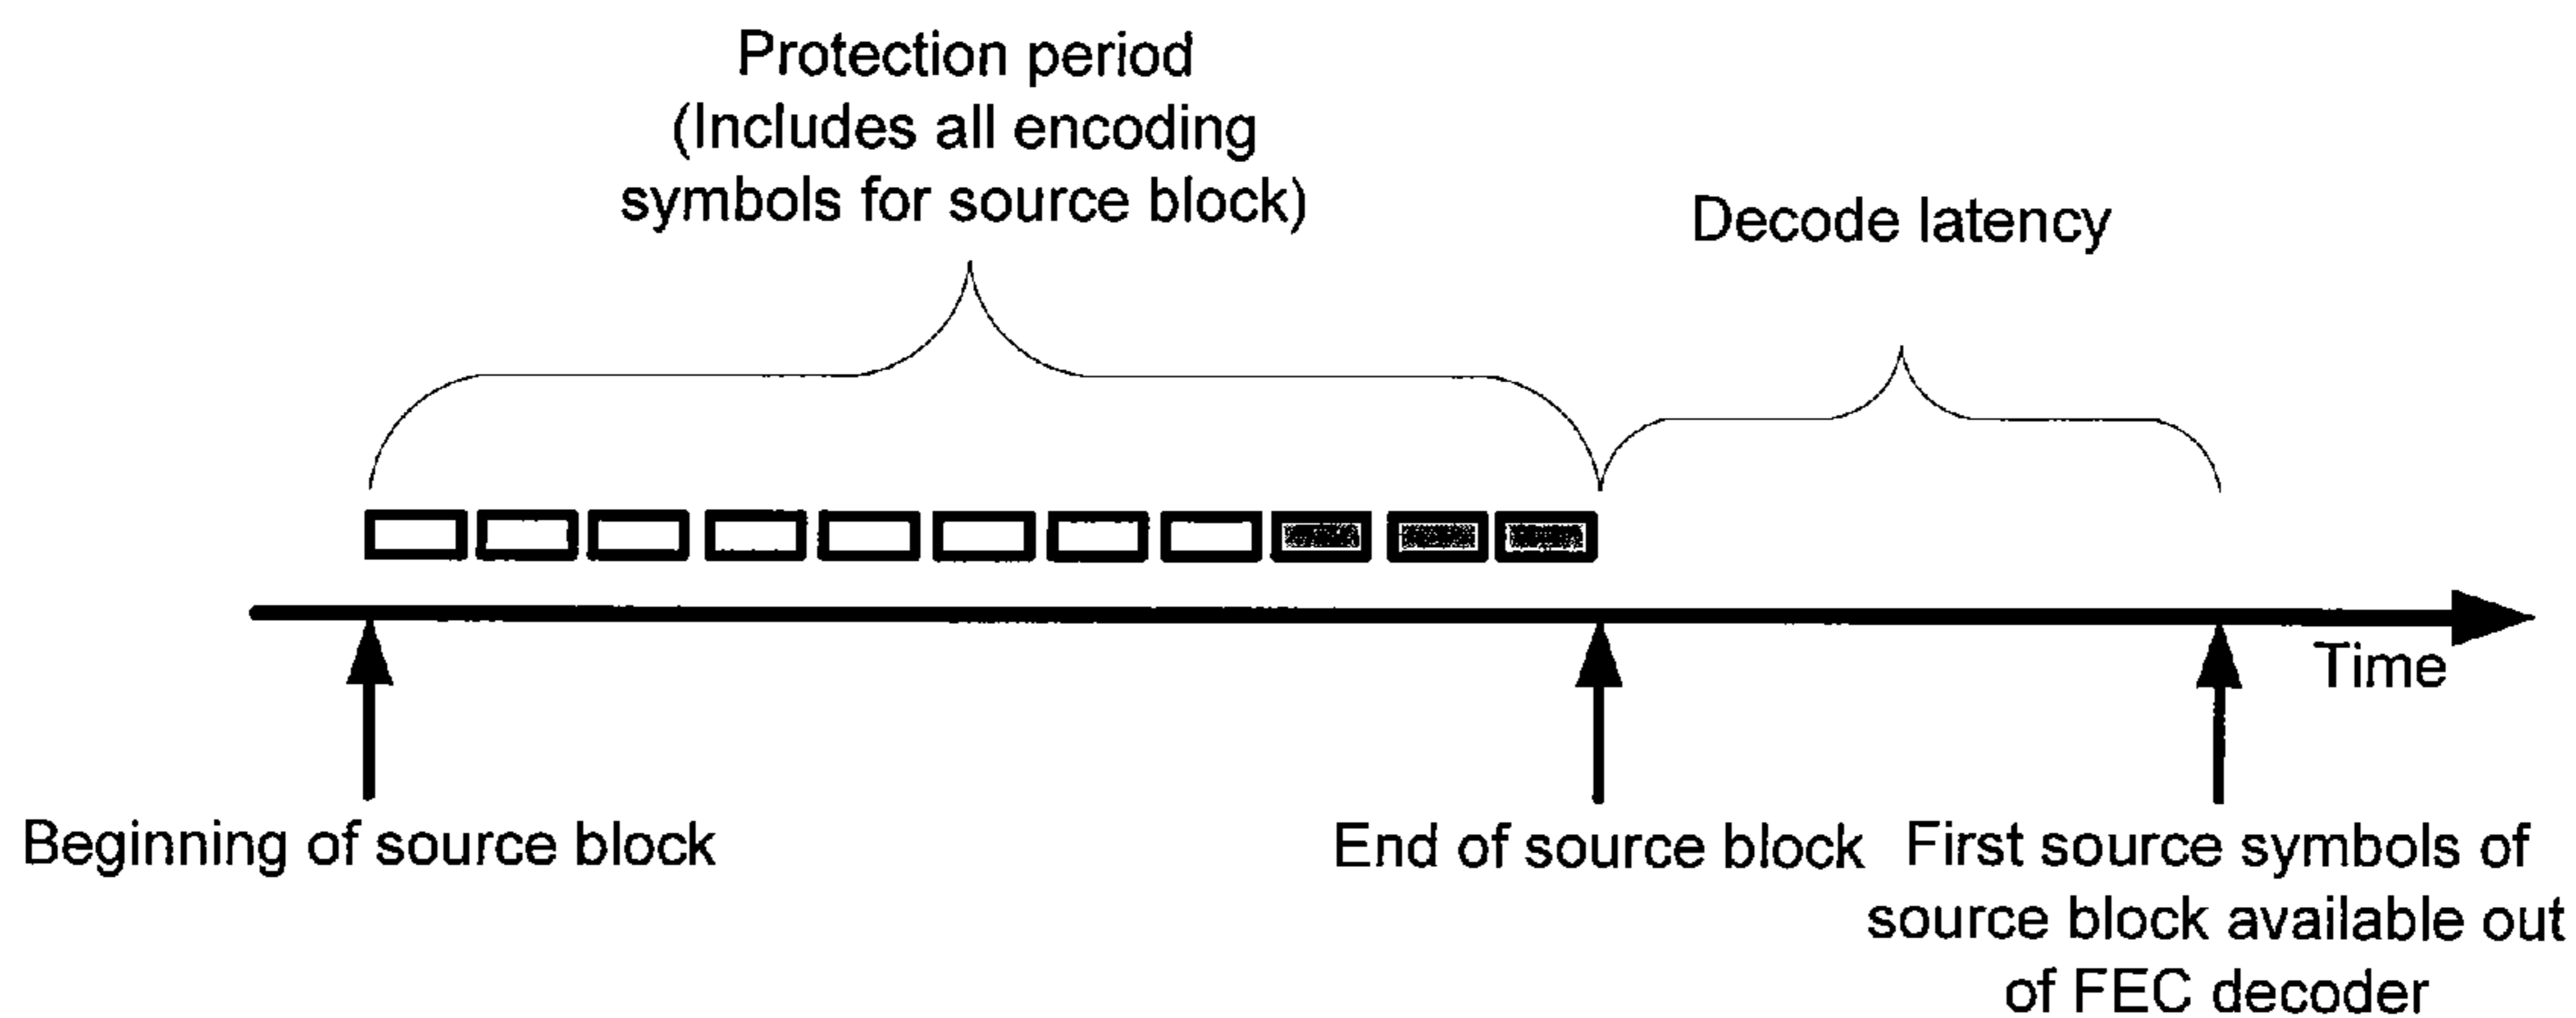 Protection period
(Includes all encoding
symbols for source block)
Decode latency
Time
Beginning of source block
End of source block
First source symbols of
source block available out
of FEC decoder